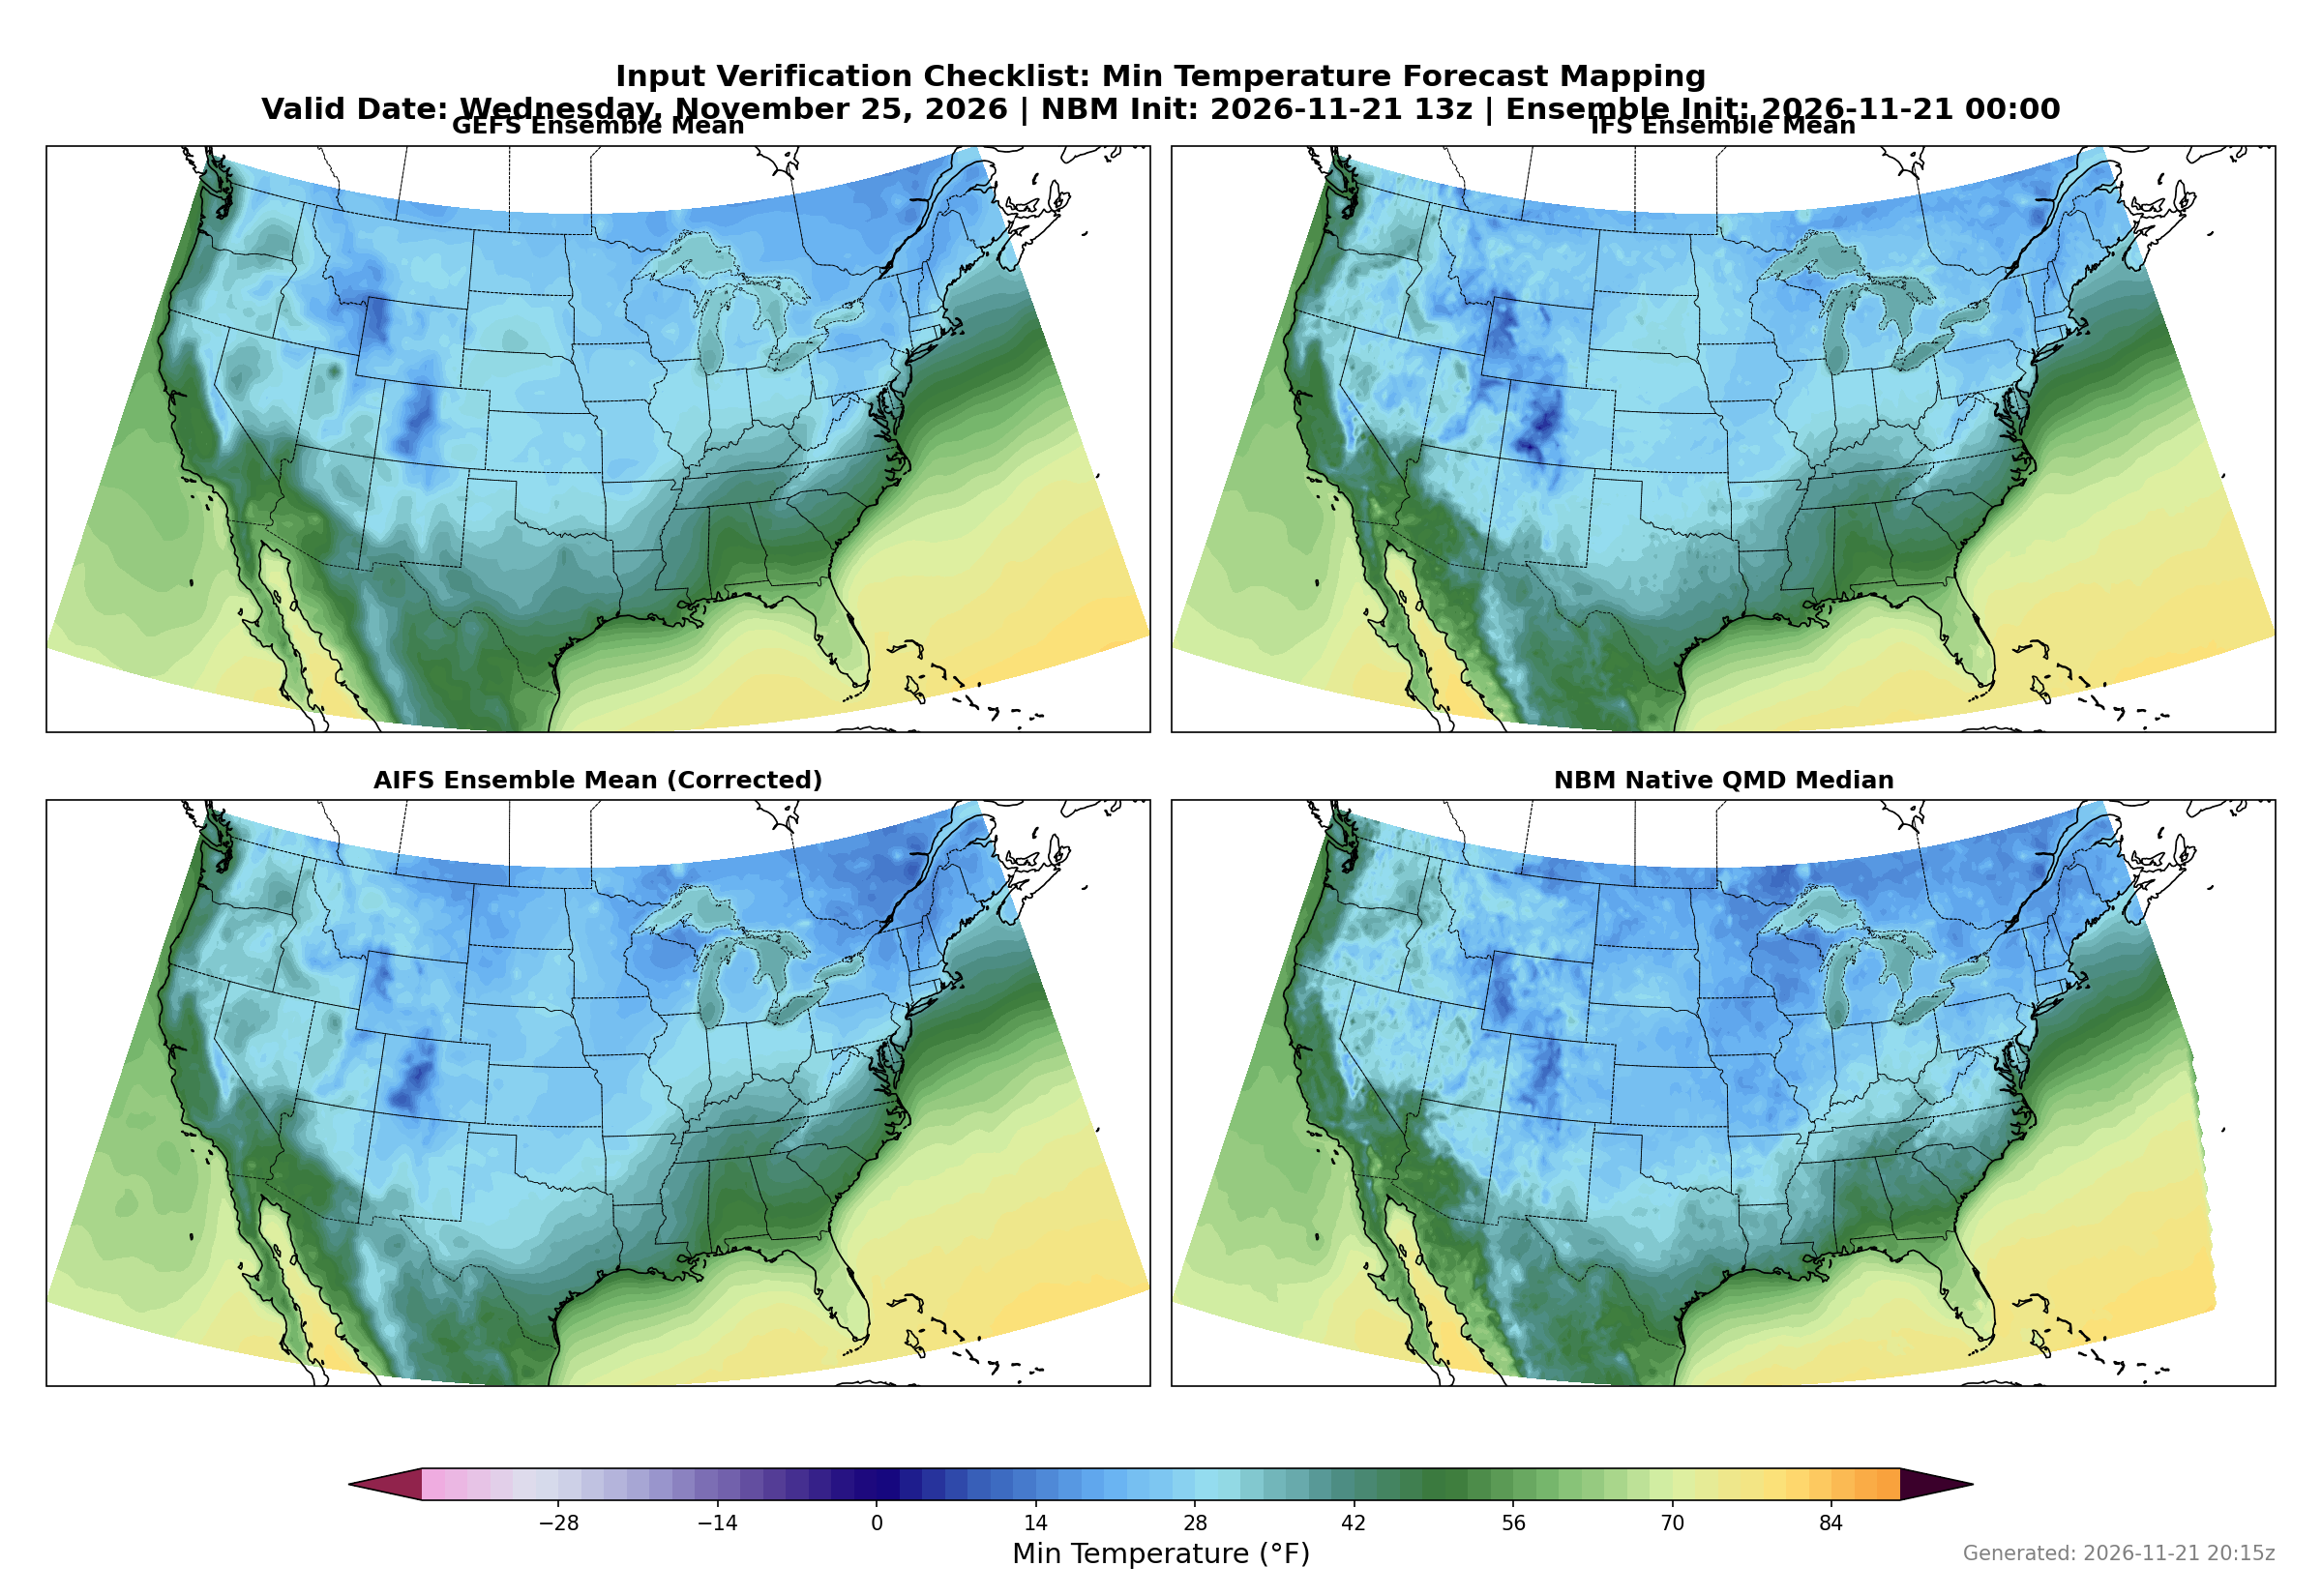 Input Verification Checklist: Min Temperature Forecast Mapping
Valid Date: Wednesday, November 25, 2026 | NBM Init: 2026-11-21 13z | Ensemble Init: 2026-11-21 00:00
GEFS Ensemble Mean
IFS Ensemble Mean
AIFS Ensemble Mean (Corrected)
NBM Native QMD Median
−28 −14 0 14 28 42 56 70 84
Min Temperature (°F)
Generated: 2026-11-21 20:15z